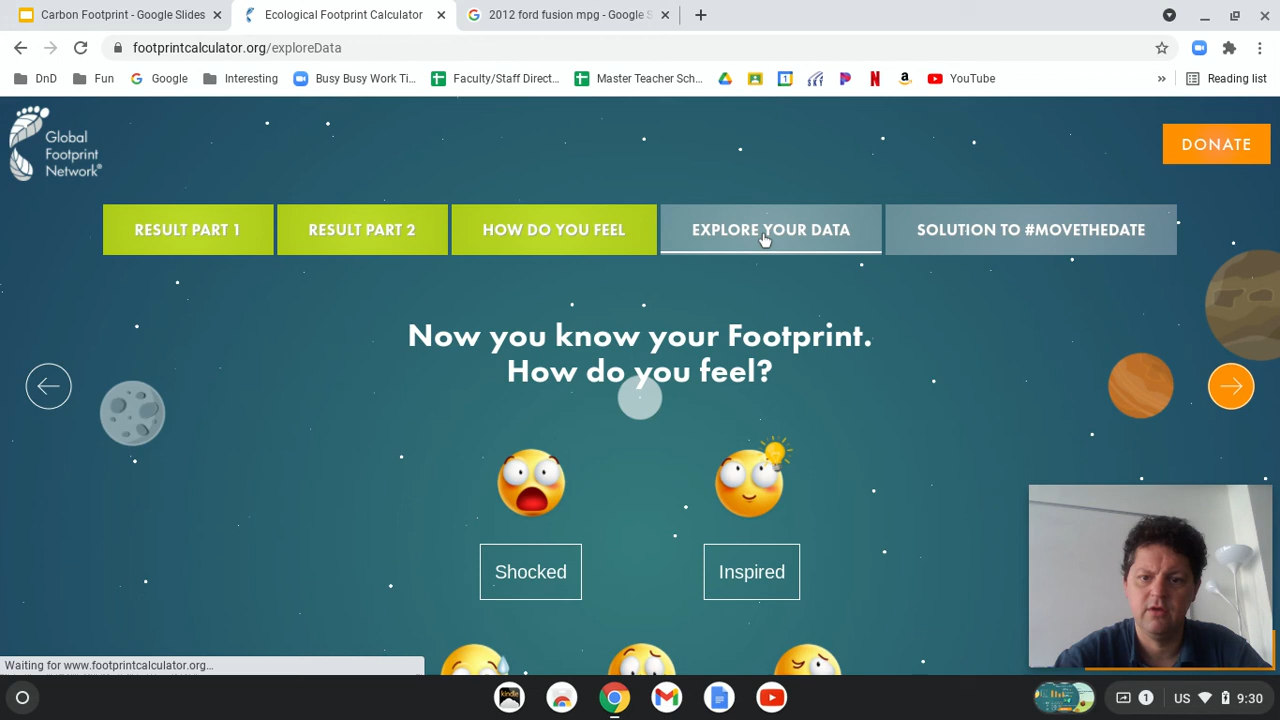 Carbon Footprint - Google Slides
Ecological Footprint Calculator
2012 ford fusion mpg - Google S
footprintcalculator.org/exploreData
DnD
Fun
Google
Interesting
Busy Busy Work Ti...
Faculty/Staff Direct...
Master Teacher Sch...
YouTube
»
Reading list
Global
Footprint
Network®
DONATE
RESULT PART 1
RESULT PART 2
HOW DO YOU FEEL
EXPLORE YOUR DATA
SOLUTION TO #MOVETHEDATE
Now you know your Footprint.
How do you feel?
Shocked
Inspired
Waiting for www.footprintcalculator.org...
kindle
1
US
9:30